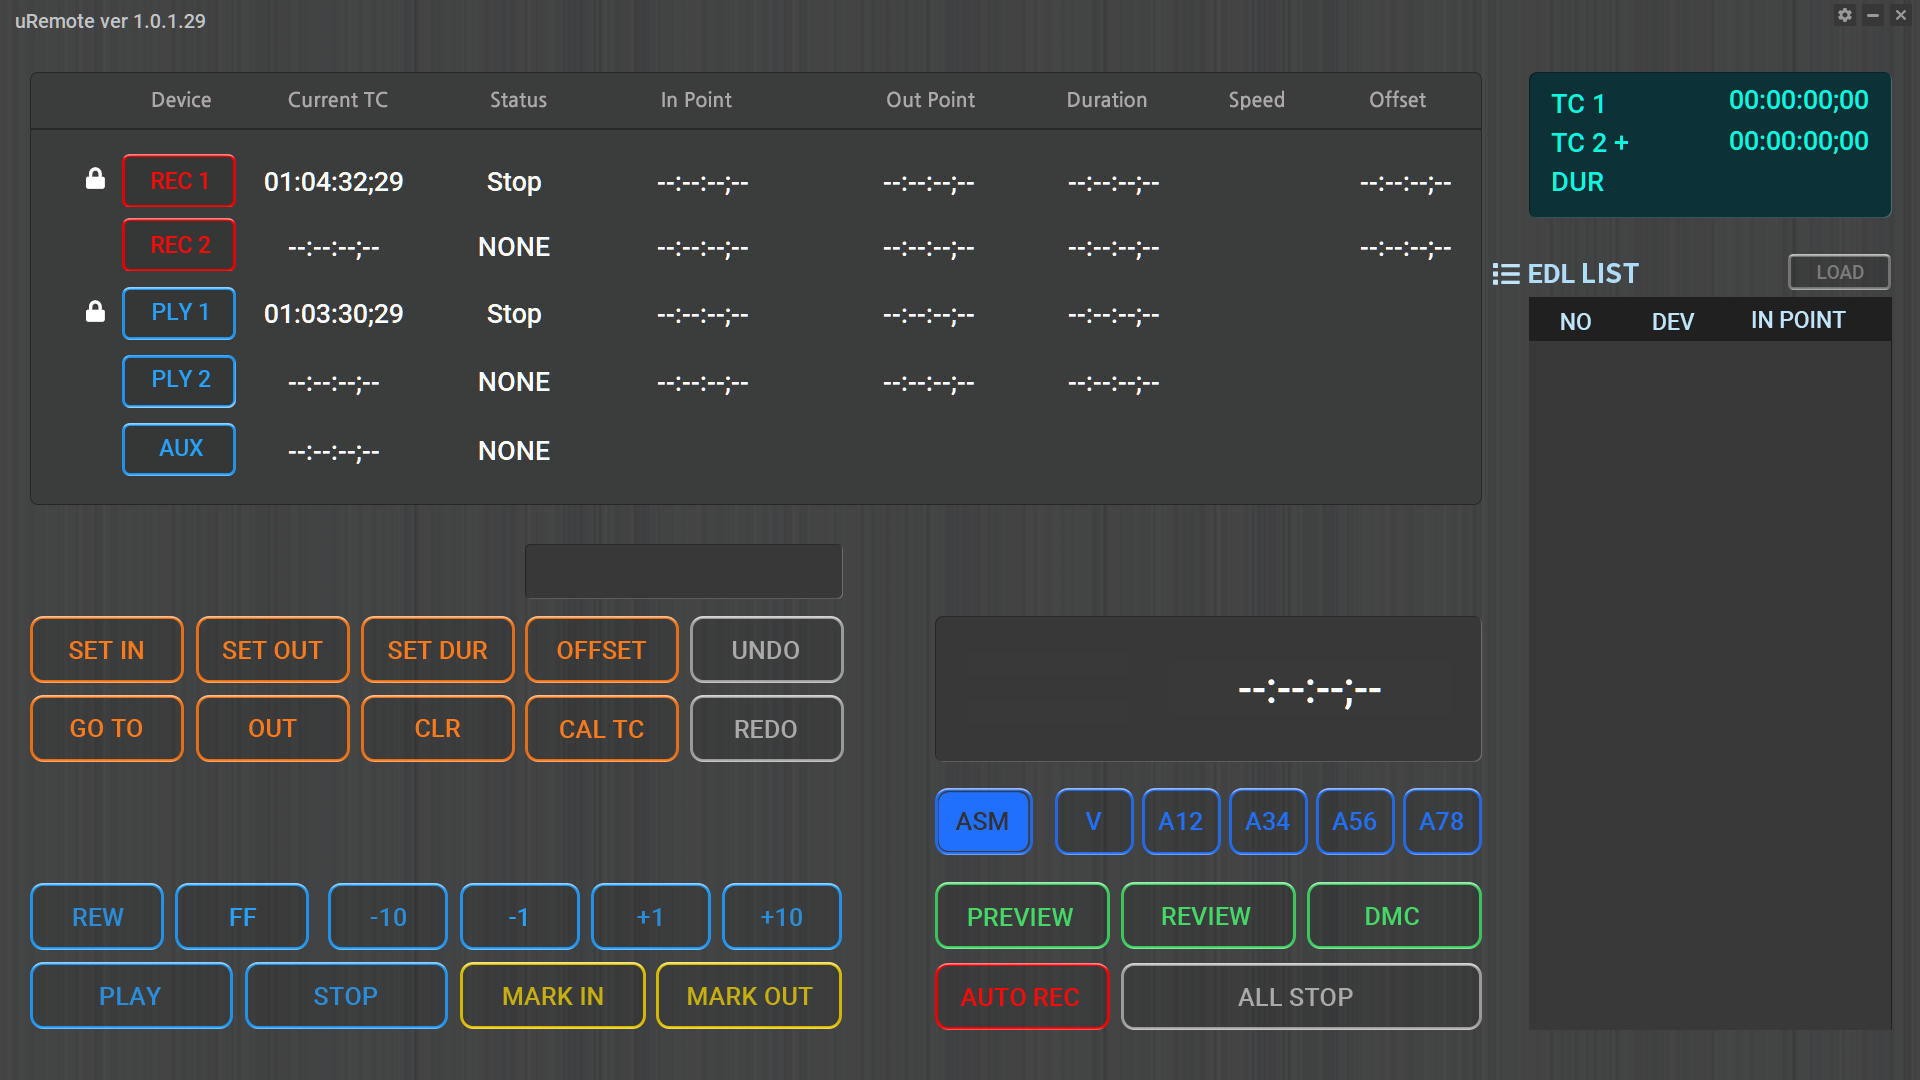 uRemote ver 1.0.1.29
Device Current TC Status In Point Out Point Duration Speed Offset
REC 1 01:04:32;29 Stop --:--:--;-- --:--:--;-- --:--:--;-- --:--:--;--
REC 2 --:--:--;-- NONE --:--:--;-- --:--:--;-- --:--:--;-- --:--:--;--
PLY 1 01:03:30;29 Stop --:--:--;-- --:--:--;-- --:--:--;--
PLY 2 --:--:--;-- NONE --:--:--;-- --:--:--;-- --:--:--;--
AUX --:--:--;-- NONE
TC 1 00:00:00;00
TC 2 + 00:00:00;00
DUR
EDL LIST LOAD
NO DEV IN POINT
SET IN SET OUT SET DUR OFFSET UNDO
GO TO OUT CLR CAL TC REDO
--:--:--;--
ASM V A12 A34 A56 A78
REW FF -10 -1 +1 +10
PLAY STOP MARK IN MARK OUT
PREVIEW REVIEW DMC
AUTO REC ALL STOP